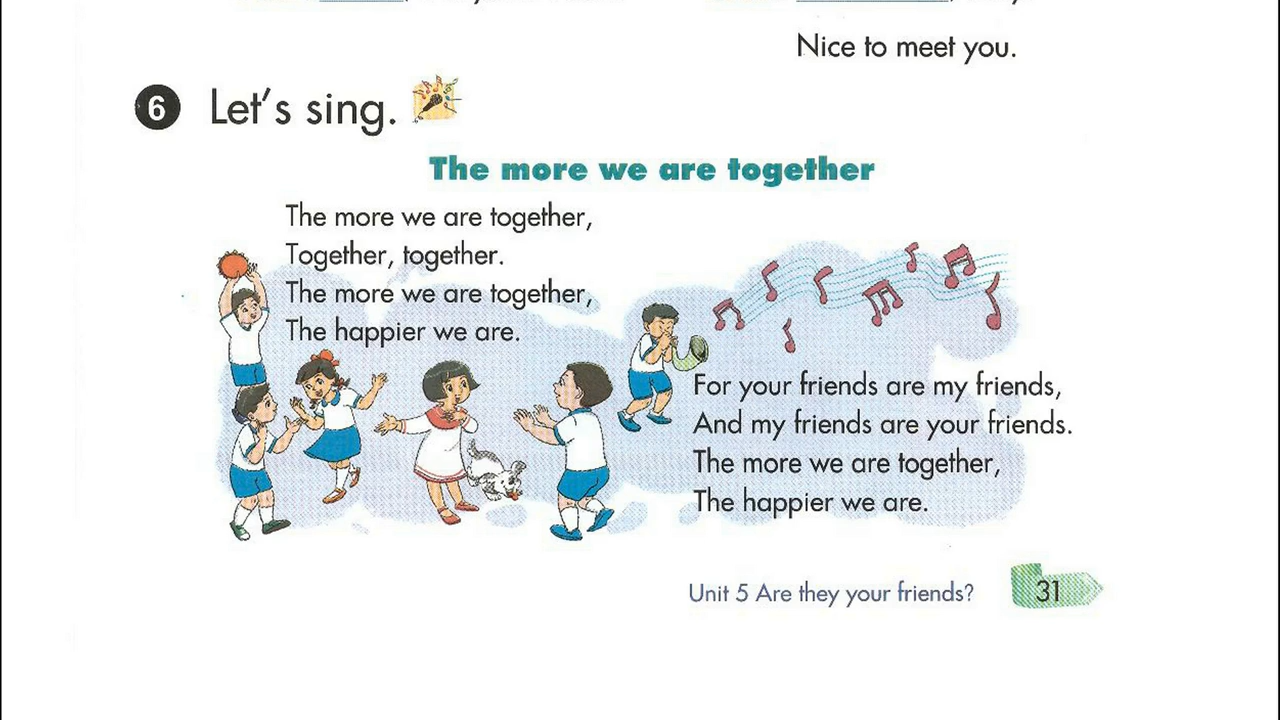 Nice to meet you.
6 Let's sing.
The more we are together
The more we are together,
Together, together.
The more we are together,
The happier we are.
For your friends are my friends,
And my friends are your friends.
The more we are together,
The happier we are.
Unit 5 Are they your friends? 31